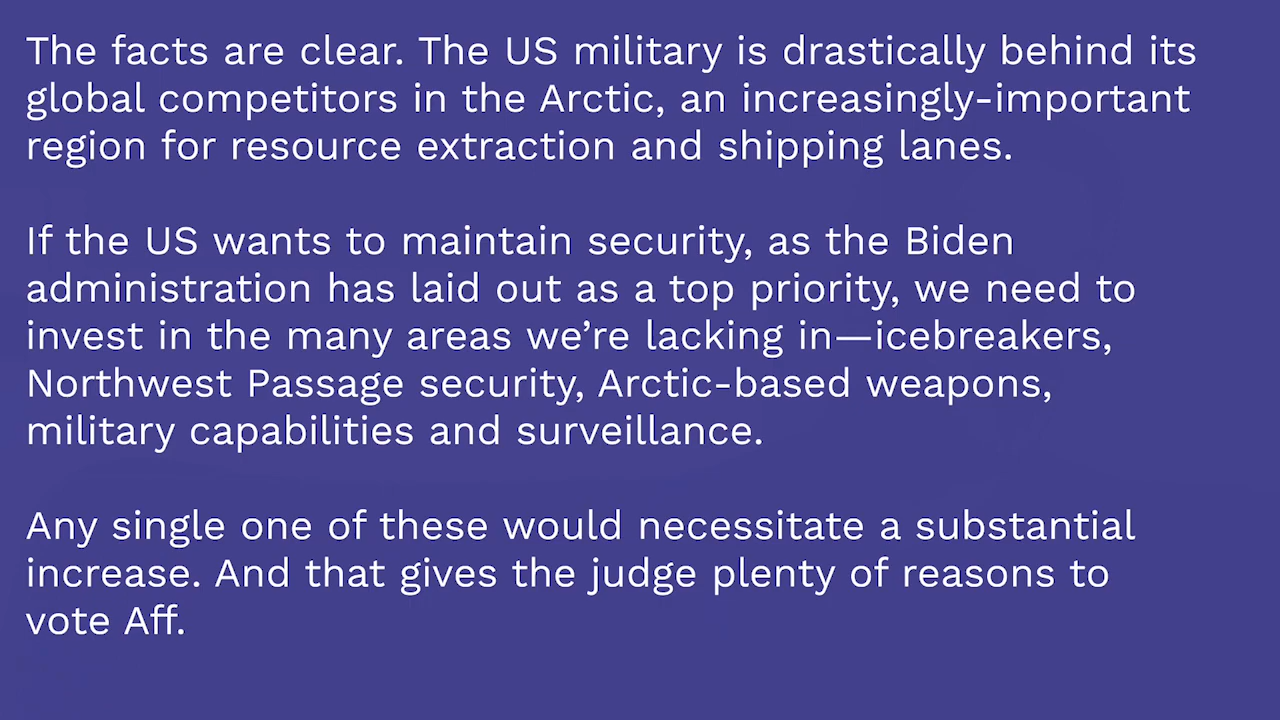 The facts are clear. The US military is drastically behind its
global competitors in the Arctic, an increasingly-important
region for resource extraction and shipping lanes.
If the US wants to maintain security, as the Biden
administration has laid out as a top priority, we need to
invest in the many areas we’re lacking in—icebreakers,
Northwest Passage security, Arctic-based weapons,
military capabilities and surveillance.
Any single one of these would necessitate a substantial
increase. And that gives the judge plenty of reasons to
vote Aff.